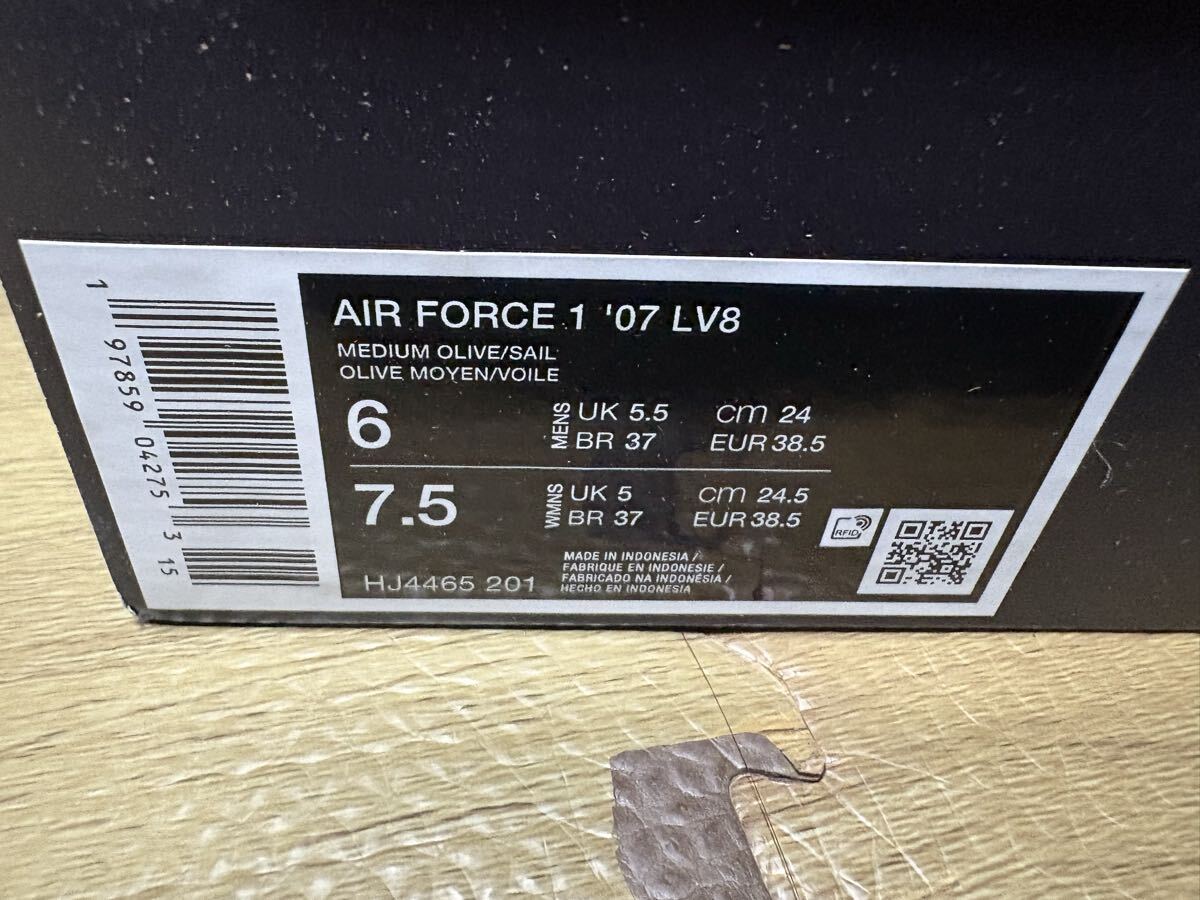 1 97859 04275 3 15
AIR FORCE 1 '07 LV8
MEDIUM OLIVE/SAIL
OLIVE MOYEN/VOILE
6
MENS
UK 5.5 cm 24
BR 37 EUR 38.5
7.5
WMNS
UK 5 cm 24.5
BR 37 EUR 38.5
RFID
HJ4465 201
MADE IN INDONESIA /
FABRIQUE EN INDONESIE /
FABRICADO NA INDONÉSIA /
HECHO EN INDONESIA